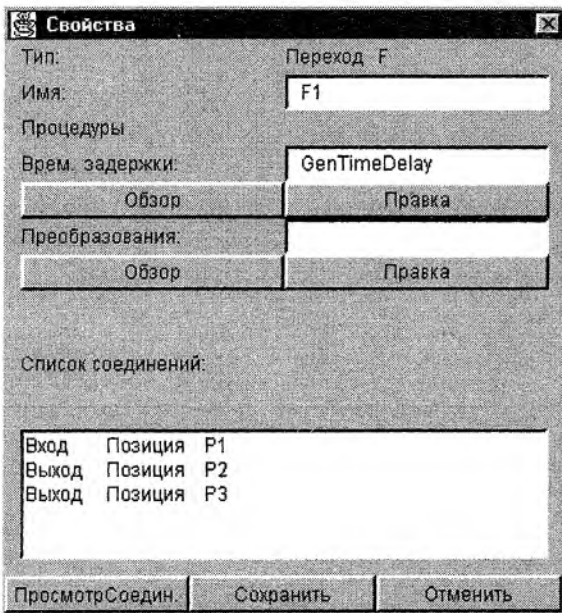 Свойства
Тип: Переход F
Имя: F1
Процедуры
Врем. задержки: GenTimeDelay
Обзор Правка
Преобразования:
Обзор Правка
Список соединений:
Вход Позиция P1
Выход Позиция P2
Выход Позиция P3
ПросмотрСоедин. Сохранить Отменить